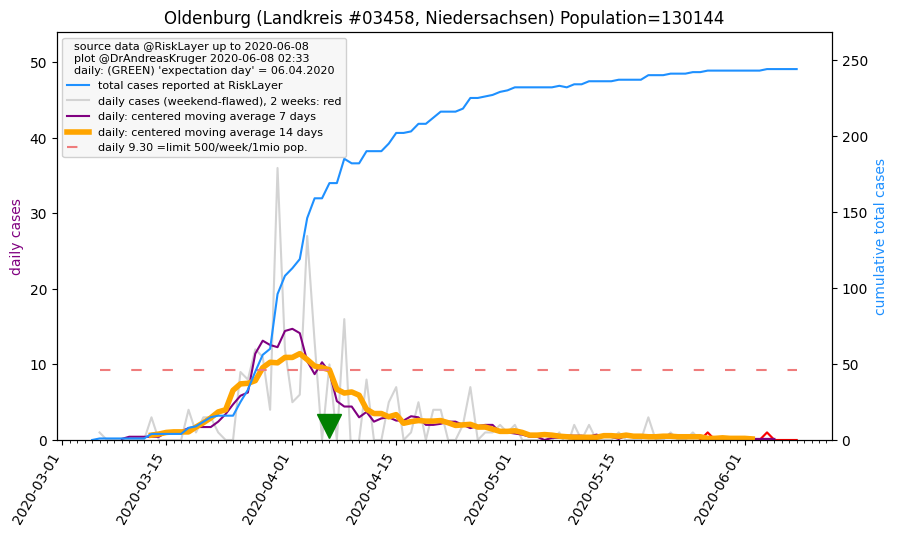 Oldenburg (Landkreis #03458, Niedersachsen) Population=130144
source data @RiskLayer up to 2020-06-08
plot @DrAndreasKruger 2020-06-08 02:33
daily: (GREEN) 'expectation day' = 06.04.2020
total cases reported at RiskLayer
daily cases (weekend-flawed), 2 weeks: red
daily: centered moving average 7 days
daily: centered moving average 14 days
daily 9.30 =limit 500/week/1mio pop.
daily cases
50
40
30
20
10
0
cumulative total cases
250
200
150
100
50
0
2020-03-01
2020-03-15
2020-04-01
2020-04-15
2020-05-01
2020-05-15
2020-06-01